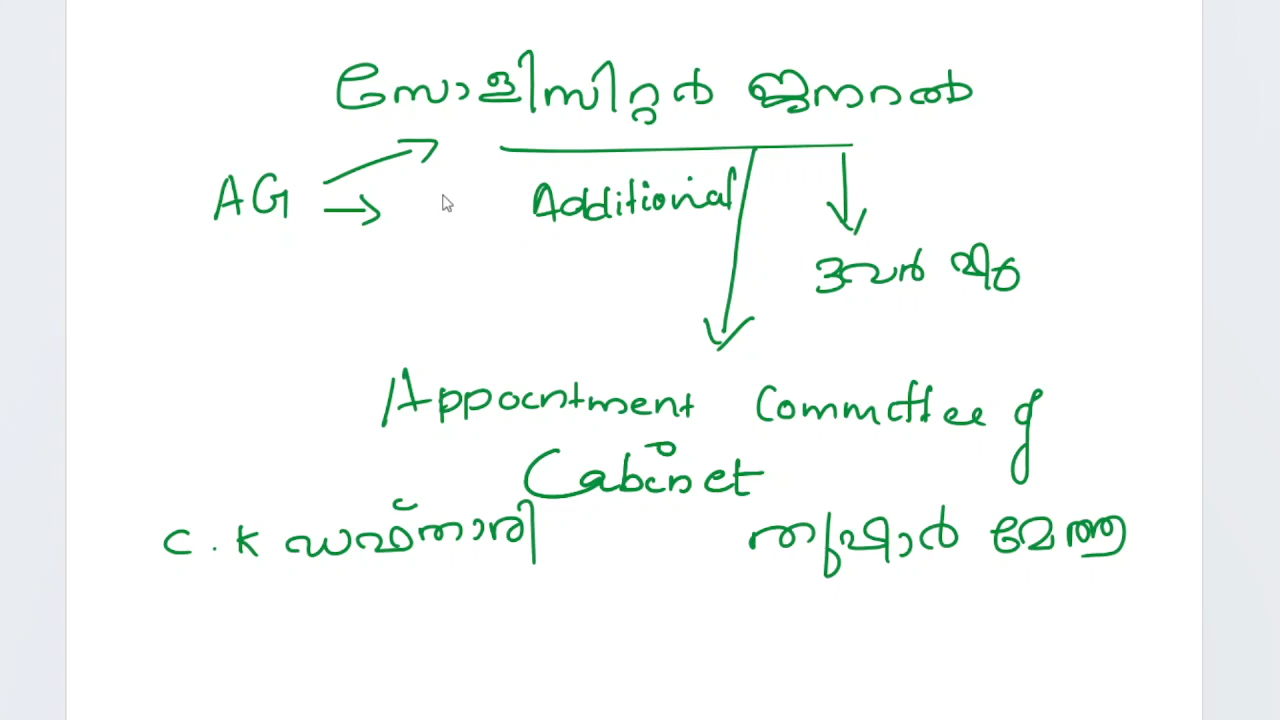 സോളിസിറ്റർ ജനറൽ
AG Additional
3 വർഷം
Appointment Committee of
Cabinet
C.K ദഫ്താരി തുഷാർ മേത്ത